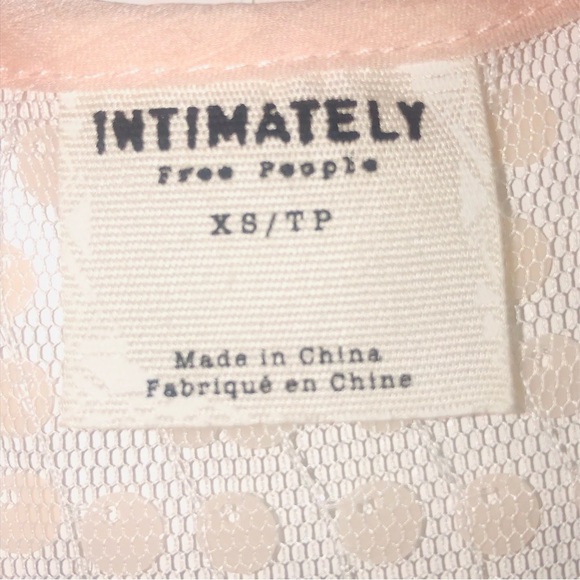 INTIMATELY
Free People
XS/TP
Made in China
Fabriqué en Chine